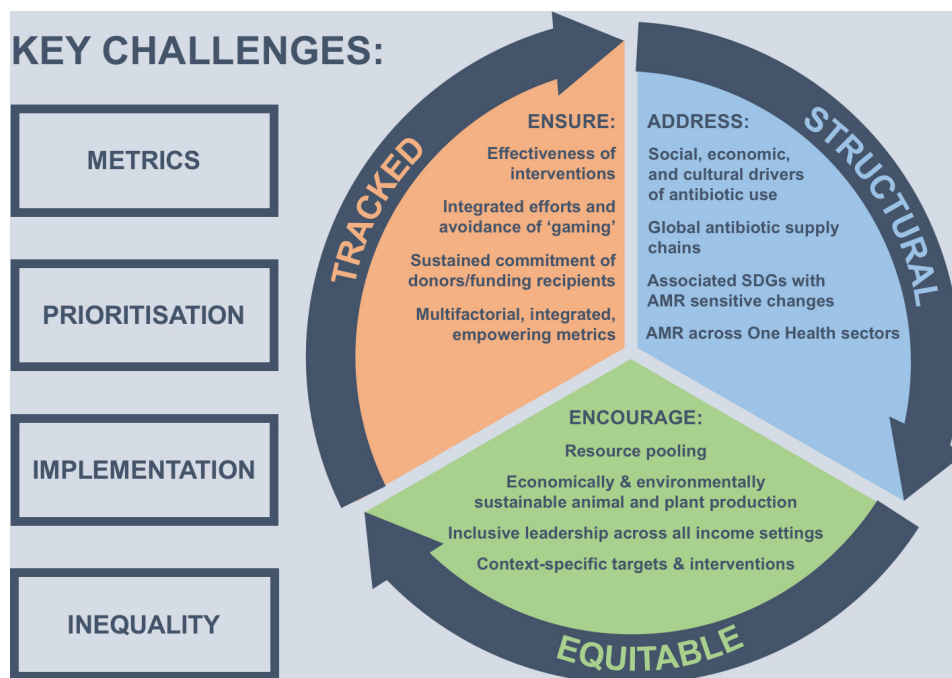 KEY CHALLENGES:
METRICS
PRIORITISATION
IMPLEMENTATION
INEQUALITY
TRACKED
ENSURE:
Effectiveness of
interventions
Integrated efforts and
avoidance of ‘gaming’
Sustained commitment of
donors/funding recipients
Multifactorial, integrated,
empowering metrics
STRUCTURAL
ADDRESS:
Social, economic,
and cultural drivers
of antibiotic use
Global antibiotic supply
chains
Associated SDGs with
AMR sensitive changes
AMR across One Health sectors
ENCOURAGE:
Resource pooling
Economically & environmentally
sustainable animal and plant production
Inclusive leadership across all income settings
Context-specific targets & interventions
EQUITABLE